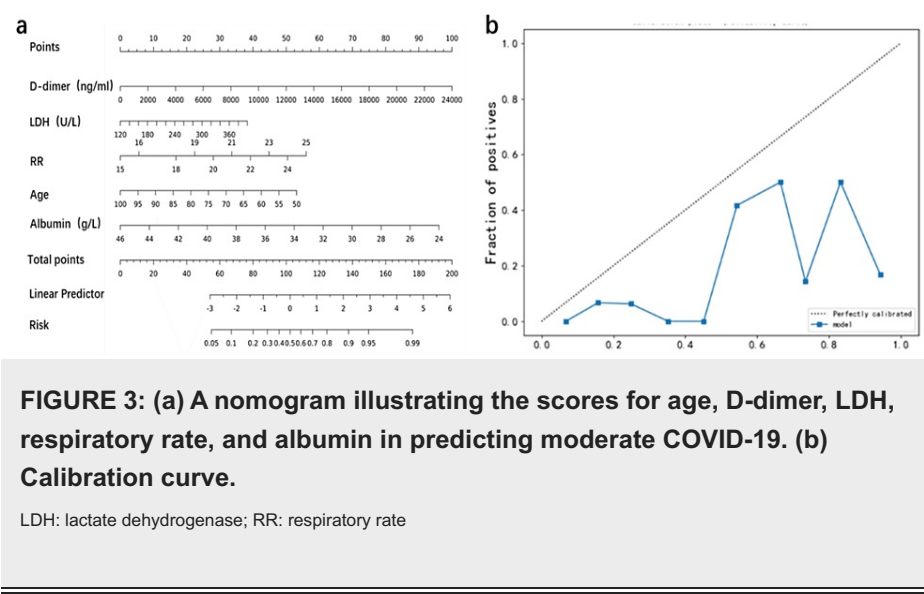 a
Points
0 10 20 30 40 50 60 70 80 90 100
D-dimer (ng/ml)
0 2000 4000 6000 8000 10000 12000 14000 16000 18000 20000 22000 24000
LDH (U/L)
120 180 240 300 360
16 19 21 23 25
RR
15 18 20 22 24
Age
100 95 90 85 80 75 70 65 60 55 50
Albumin (g/L)
46 44 42 40 38 36 34 32 30 28 26 24
Total points
0 20 40 60 80 100 120 140 160 180 200
Linear Predictor
-3 -2 -1 0 1 2 3 4 5 6
Risk
0.05 0.1 0.2 0.3 0.4 0.50.6 0.7 0.8 0.9 0.95 0.99
b
1.0
0.8
0.6
0.4
0.2
0.0
Fraction of positives
0.0 0.2 0.4 0.6 0.8 1.0
Perfectly calibrated
model
FIGURE 3: (a) A nomogram illustrating the scores for age, D-dimer, LDH,
respiratory rate, and albumin in predicting moderate COVID-19. (b)
Calibration curve.
LDH: lactate dehydrogenase; RR: respiratory rate